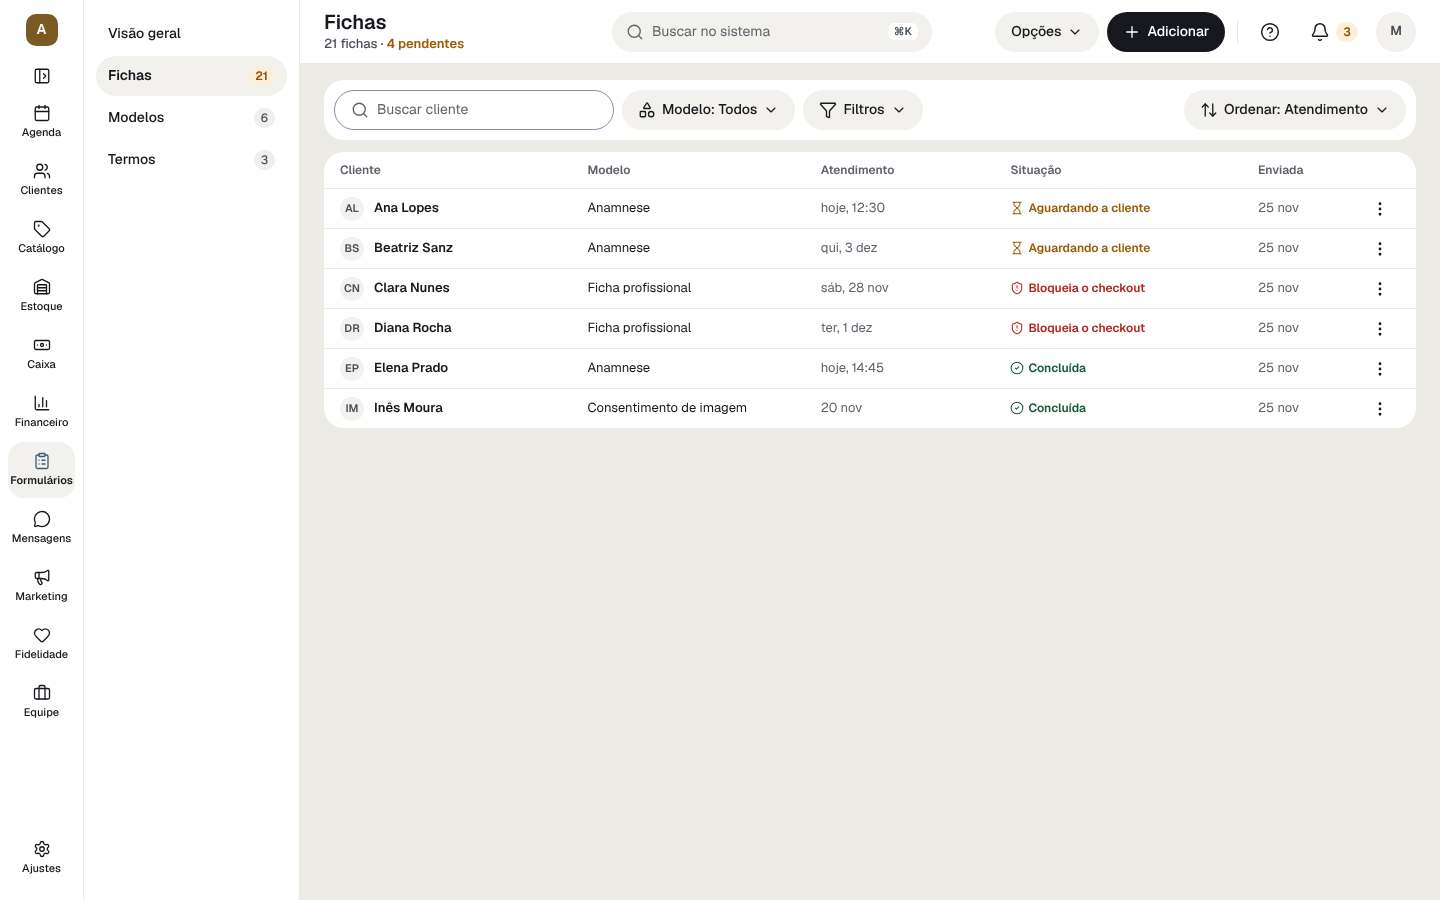 A
Agenda
Clientes
Catálogo
Estoque
Caixa
Financeiro
Formulários
Mensagens
Marketing
Fidelidade
Equipe
Ajustes
Visão geral
Fichas 21
Modelos 6
Termos 3
Fichas
21 fichas · 4 pendentes
Buscar no sistema ⌘K
Opções
Adicionar
3
M
Buscar cliente
Modelo: Todos
Filtros
Ordenar: Atendimento
Cliente Modelo Atendimento Situação Enviada
AL Ana Lopes Anamnese hoje, 12:30 Aguardando a cliente 25 nov
BS Beatriz Sanz Anamnese qui, 3 dez Aguardando a cliente 25 nov
CN Clara Nunes Ficha profissional sáb, 28 nov Bloqueia o checkout 25 nov
DR Diana Rocha Ficha profissional ter, 1 dez Bloqueia o checkout 25 nov
EP Elena Prado Anamnese hoje, 14:45 Concluída 25 nov
IM Inês Moura Consentimento de imagem 20 nov Concluída 25 nov